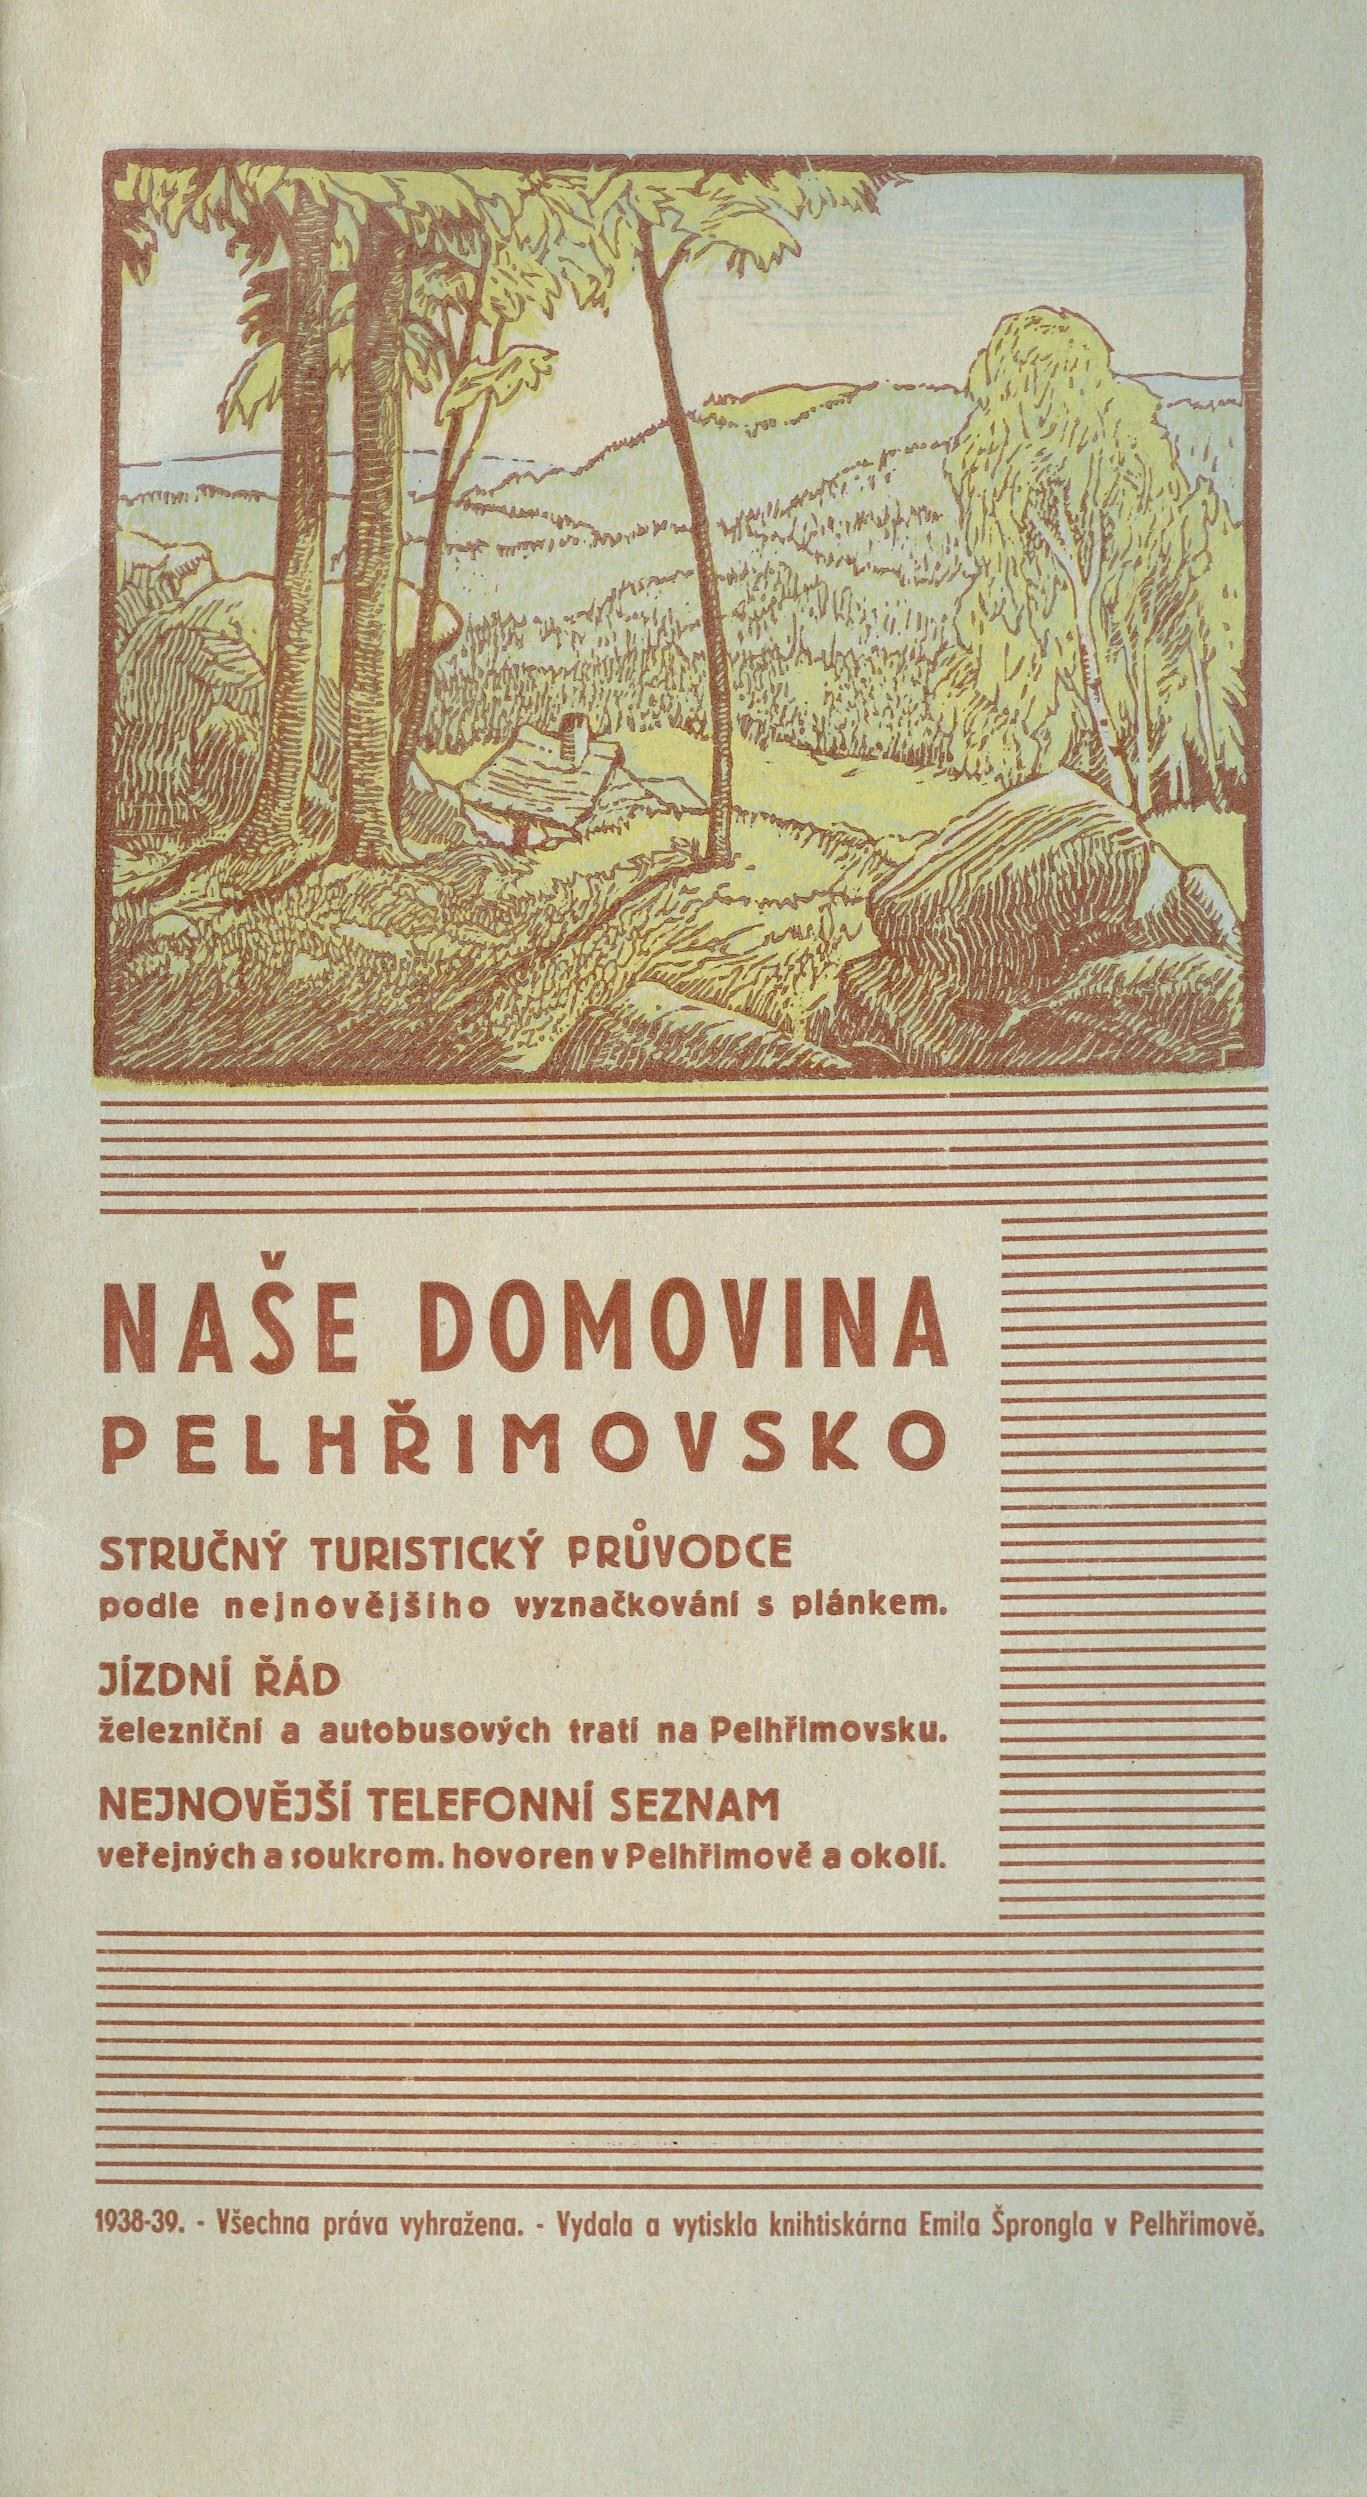 NAŠE DOMOVINA
PELHŘIMOVSKO
STRUČNÝ TURISTICKÝ PRŮVODCE
podle nejnovějšího vyznačkování s plánkem.
JÍZDNÍ ŘÁD
železniční a autobusových tratí na Pelhřimovsku.
NEJNOVĚJŠÍ TELEFONNÍ SEZNAM
veřejných a soukrom. hovoren v Pelhřimově a okolí.
1938-39. - Všechna práva vyhražena. - Vydala a vytiskla knihtiskárna Emila Šprongla v Pelhřimově.